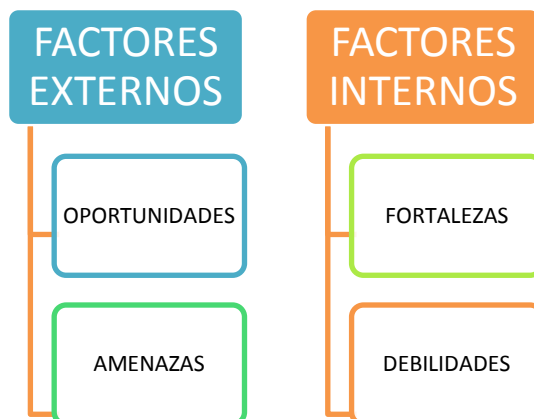 FACTORES
EXTERNOS
OPORTUNIDADES
AMENAZAS
FACTORES
INTERNOS
FORTALEZAS
DEBILIDADES